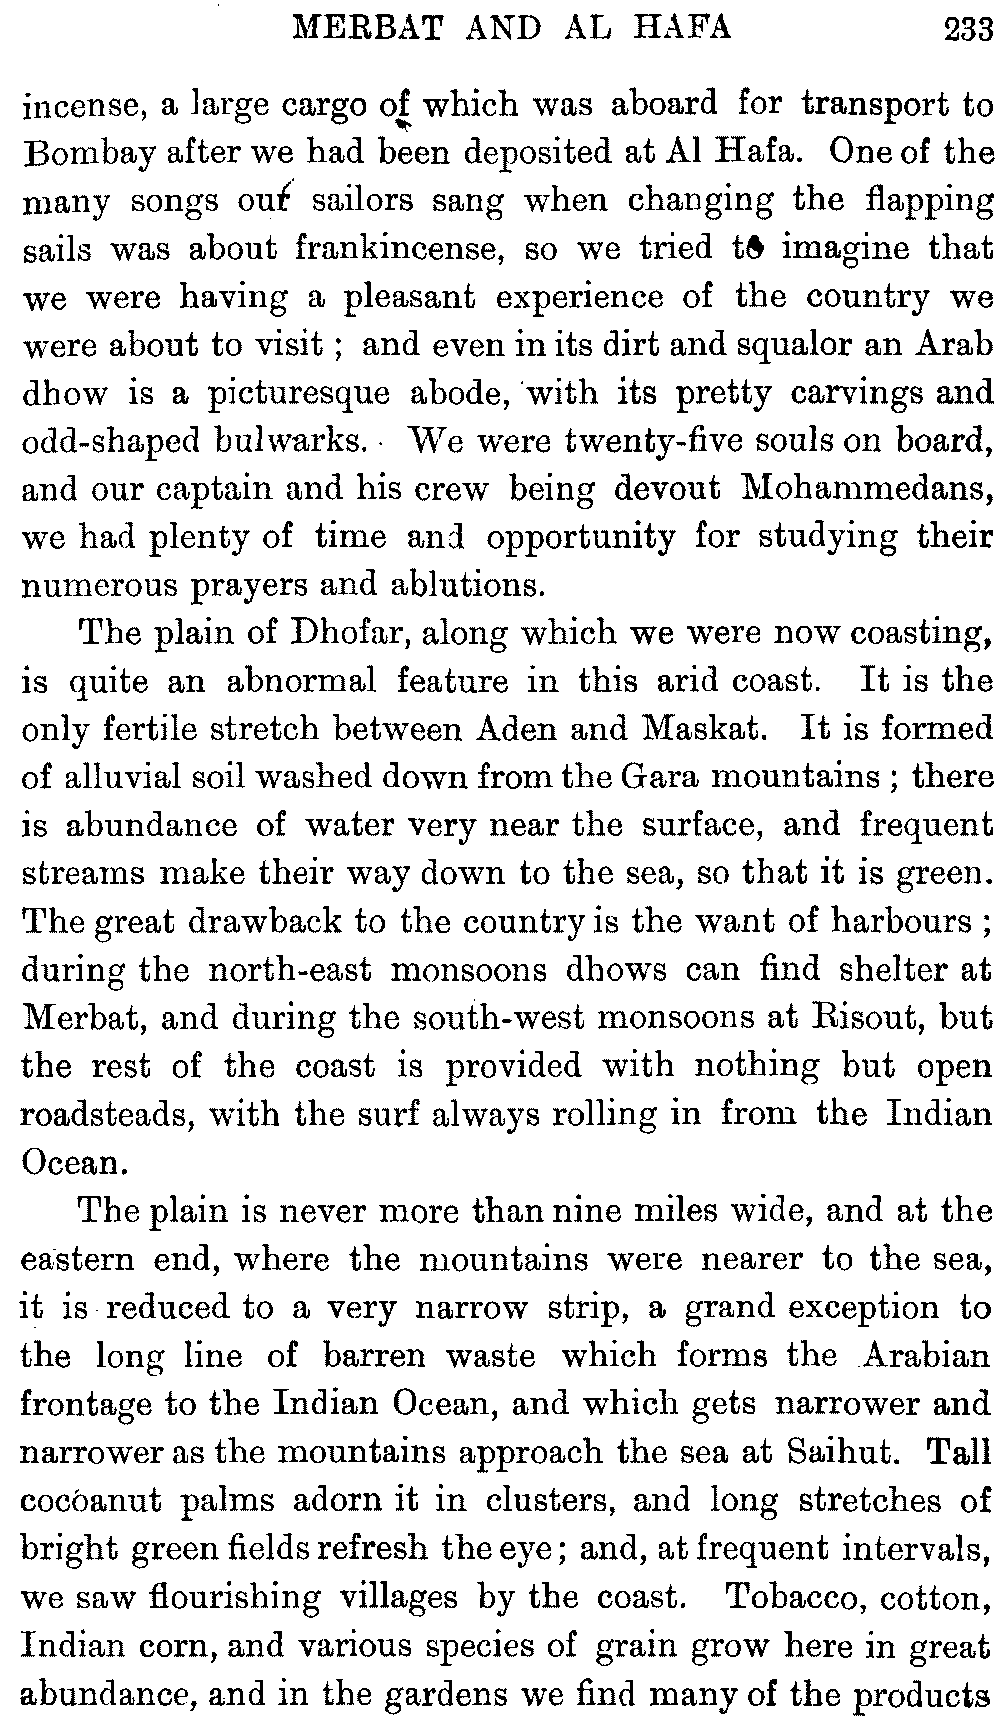 MERBAT AND AL HAFA 233
incense, a large cargo of which was aboard for transport to
Bombay after we had been deposited at Al Hafa. One of the
many songs our sailors sang when changing the flapping
sails was about frankincense, so we tried to imagine that
we were having a pleasant experience of the country we
were about to visit ; and even in its dirt and squalor an Arab
dhow is a picturesque abode, with its pretty carvings and
odd-shaped bulwarks. We were twenty-five souls on board,
and our captain and his crew being devout Mohammedans,
we had plenty of time and opportunity for studying their
numerous prayers and ablutions.
The plain of Dhofar, along which we were now coasting,
is quite an abnormal feature in this arid coast. It is the
only fertile stretch between Aden and Maskat. It is formed
of alluvial soil washed down from the Gara mountains ; there
is abundance of water very near the surface, and frequent
streams make their way down to the sea, so that it is green.
The great drawback to the country is the want of harbours ;
during the north-east monsoons dhows can find shelter at
Merbat, and during the south-west monsoons at Risout, but
the rest of the coast is provided with nothing but open
roadsteads, with the surf always rolling in from the Indian
Ocean.
The plain is never more than nine miles wide, and at the
eastern end, where the mountains were nearer to the sea,
it is reduced to a very narrow strip, a grand exception to
the long line of barren waste which forms the Arabian
frontage to the Indian Ocean, and which gets narrower and
narrower as the mountains approach the sea at Saihut. Tall
cocoanut palms adorn it in clusters, and long stretches of
bright green fields refresh the eye ; and, at frequent intervals,
we saw flourishing villages by the coast. Tobacco, cotton,
Indian corn, and various species of grain grow here in great
abundance, and in the gardens we find many of the products